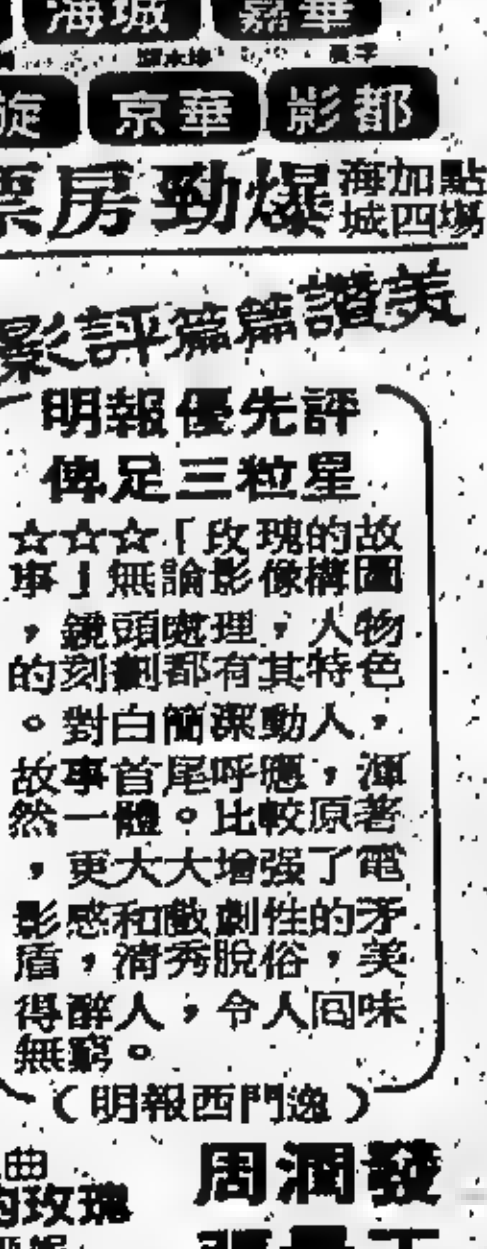 海城 嘉華
旋 京華 影都
票房勁爆 海城加四點場
影評篇篇讚美
明報優先評
俾足三粒星
☆☆☆「玫瑰的故
事」無論影像構圖
，鏡頭處理，人物
的刻劃都有其特色
。對白簡潔動人，
故事首尾呼應，渾
然一體。比較原著
，更大大增强了電
影感和戲劇性的矛
盾，清秀脫俗，美
得醉人，令人回味
無窮。
（明報西門逸）
曲
的玫瑰
周潤發